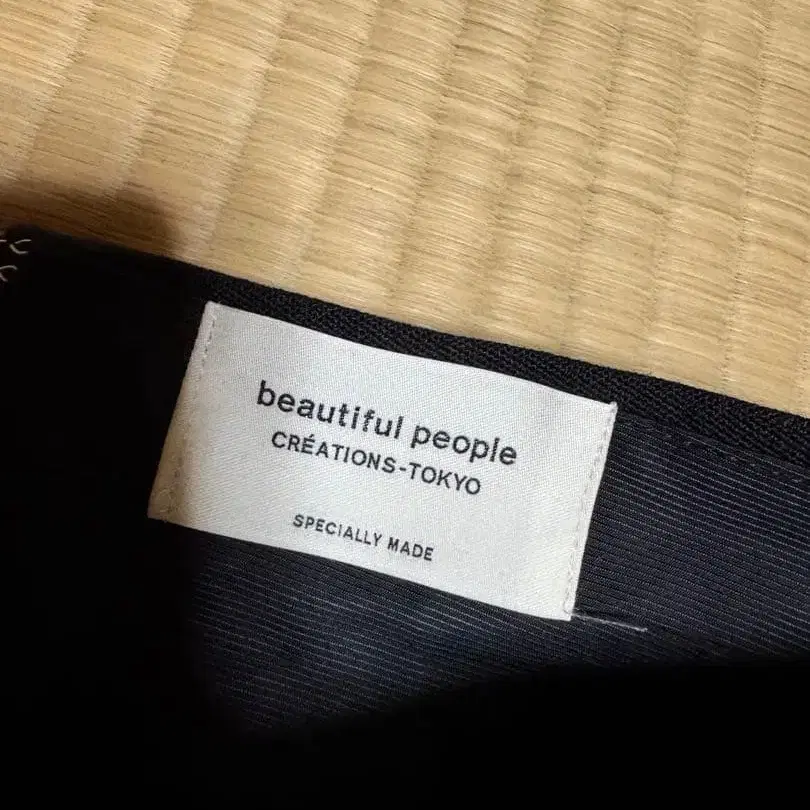 beautiful people
CRÉATIONS-TOKYO
SPECIALLY MADE